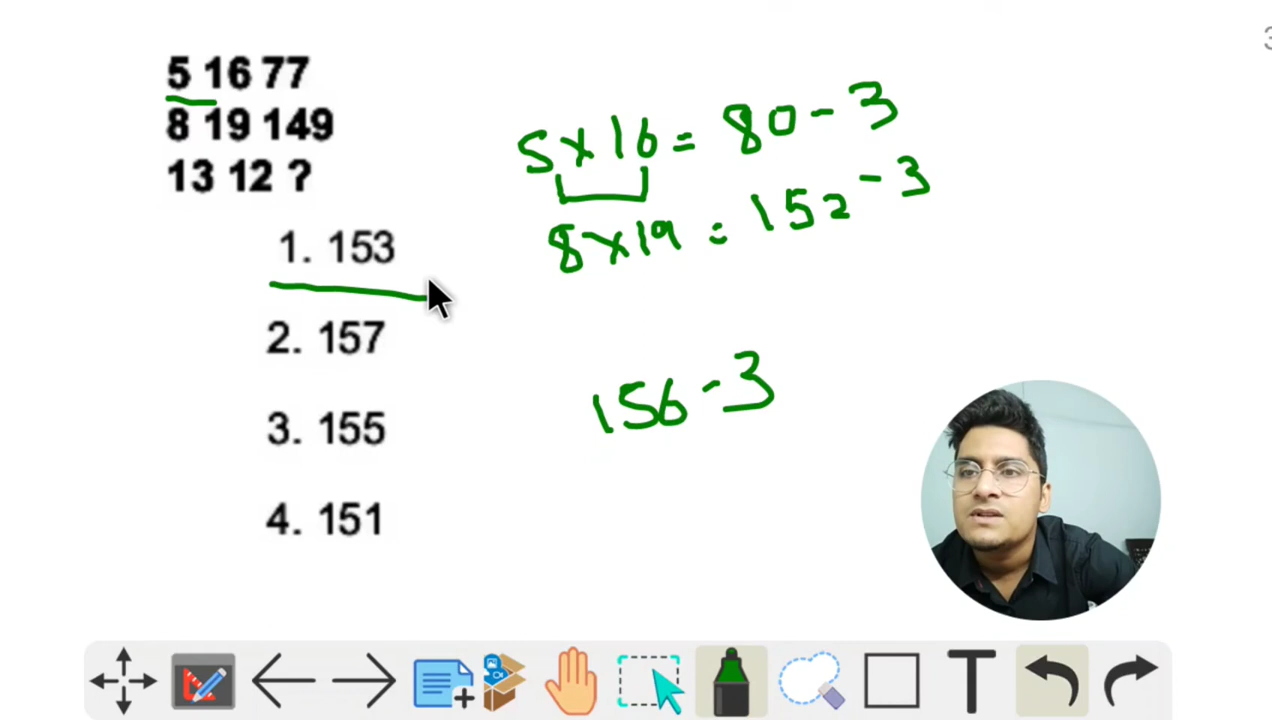 5 16 77
8 19 149
13 12 ?
1. 153
2. 157
3. 155
4. 151
5x16 = 80 - 3
8x19 = 152 - 3
156 - 3
3
T